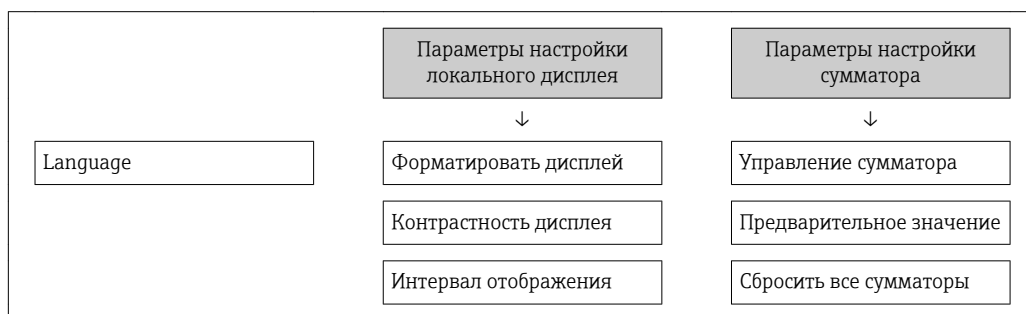 Параметры настройки
локального дисплея
Параметры настройки
сумматора
↓
↓
Language
Форматировать дисплей
Управление сумматора
Контрастность дисплея
Предварительное значение
Интервал отображения
Сбросить все сумматоры